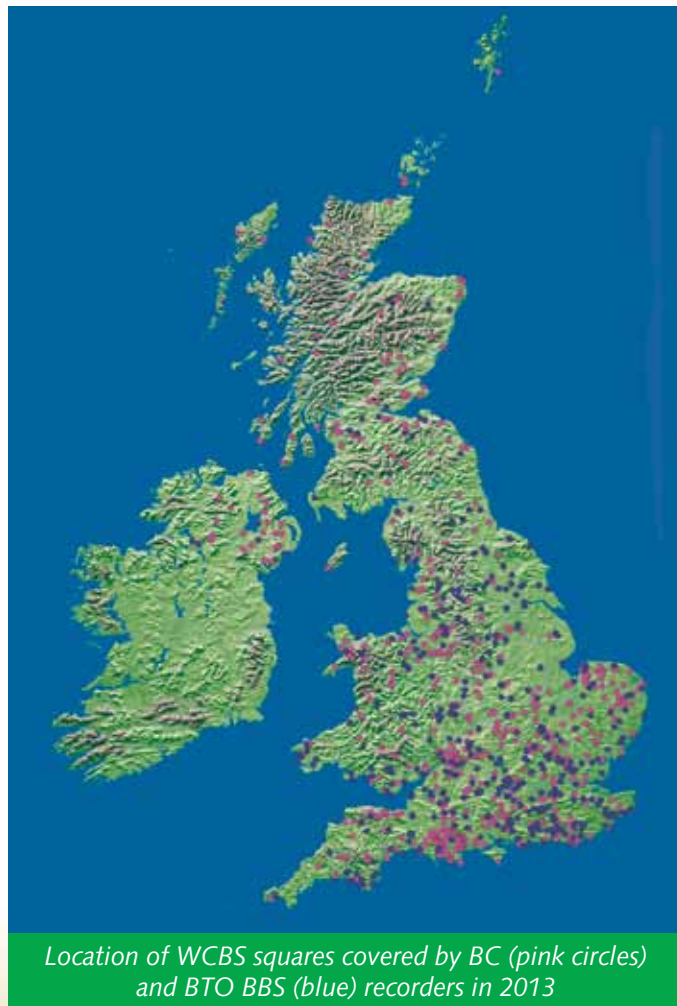 Location of WCBS squares covered by BC (pink circles)
and BTO BBS (blue) recorders in 2013